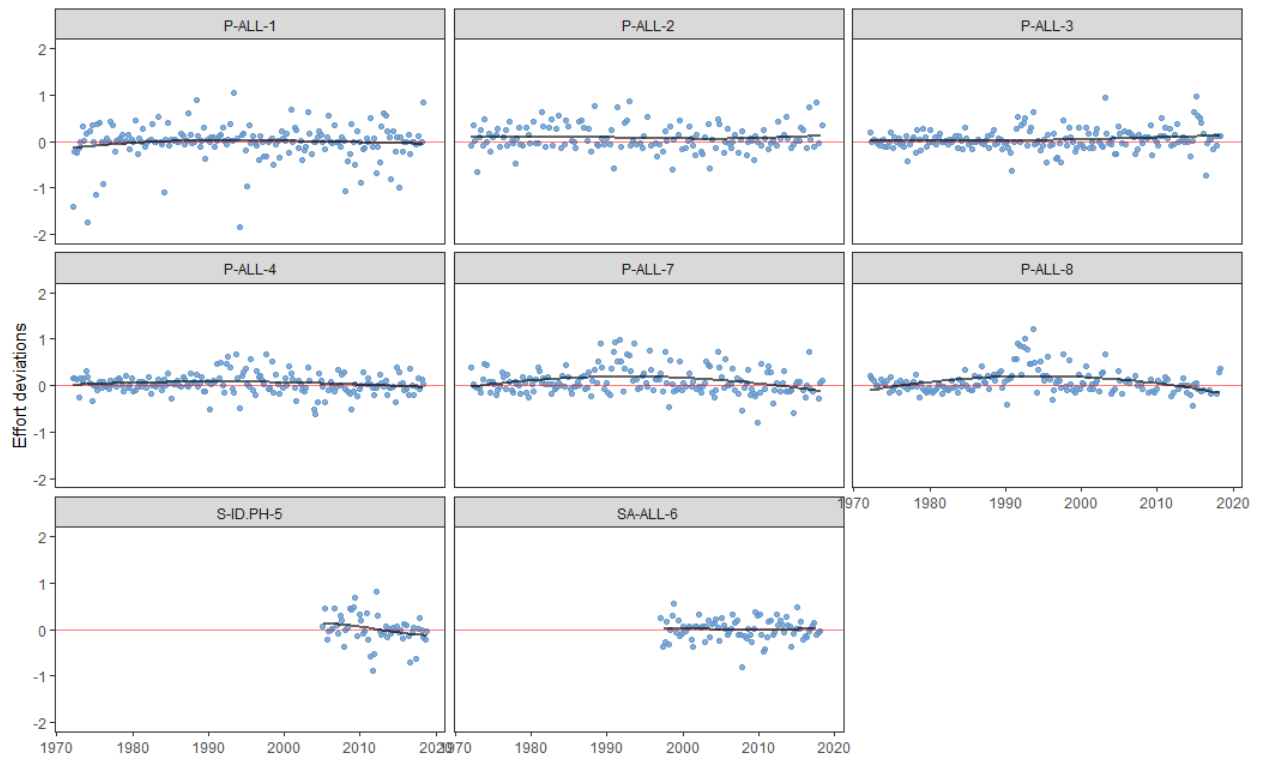 P-ALL-1 P-ALL-2 P-ALL-3
2
1
0
-1
-2
P-ALL-4 P-ALL-7 P-ALL-8
2
1
0
-1
-2
Effort deviations
1970 1980 1990 2000 2010 2020
S-ID.PH-5 SA-ALL-6
2
1
0
-1
-2
1970 1980 1990 2000 2010 2020 1970 1980 1990 2000 2010 2020